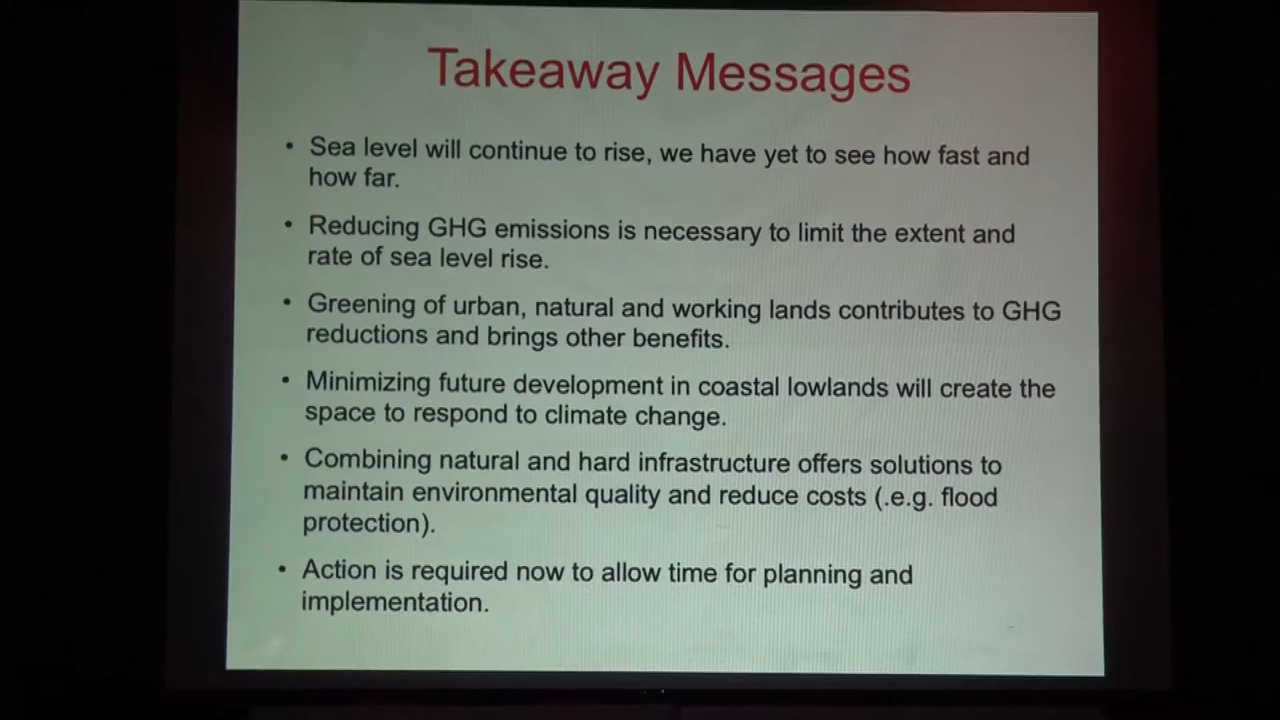 Takeaway Messages
• Sea level will continue to rise, we have yet to see how fast and
how far.
• Reducing GHG emissions is necessary to limit the extent and
rate of sea level rise.
• Greening of urban, natural and working lands contributes to GHG
reductions and brings other benefits.
• Minimizing future development in coastal lowlands will create the
space to respond to climate change.
• Combining natural and hard infrastructure offers solutions to
maintain environmental quality and reduce costs (.e.g. flood
protection).
• Action is required now to allow time for planning and
implementation.